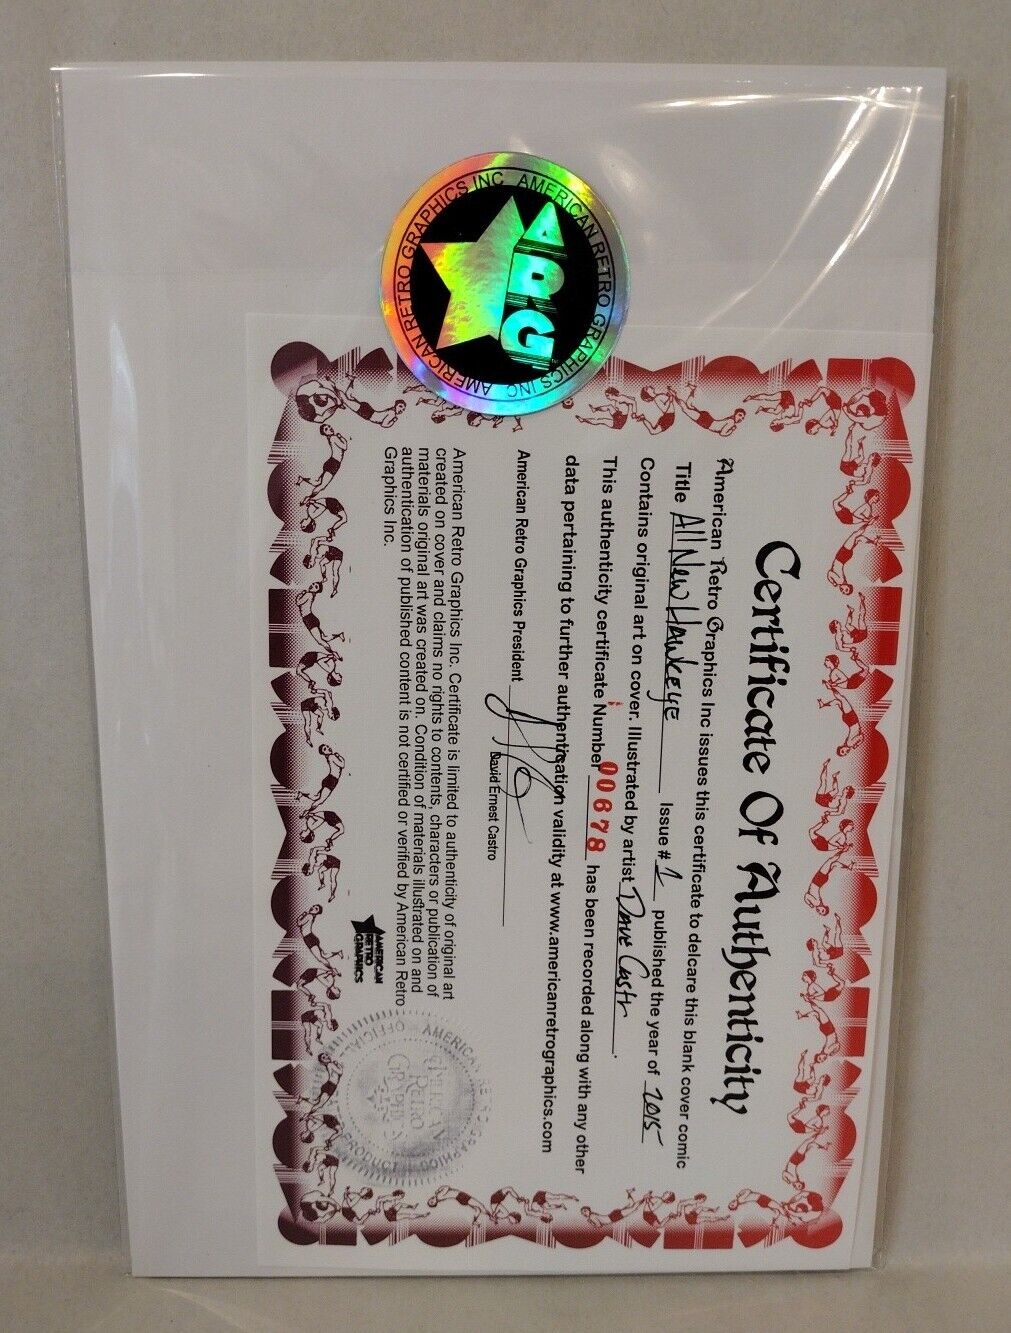 AMERICAN RETRO GRAPHICS INC AMERICAN RETRO GRAPHICS INC
ARG
Certificate Of Authenticity
American Retro Graphics Inc issues this certificate to delcare this blank cover comic
Title All New Hawkeye Issue # 1 published the year of 2015
Contains original art on cover. Illustrated by artist Dave Castr.
This authenticity certificate Number 00678 has been recorded along with any other
data pertaining to further authentication validity at www.americanretrographics.com
American Retro Graphics President
David Ernest Castro
American Retro Graphics Inc. Certificate is limited to authenticity of original art
created on cover and claims no rights to contents, characters or publication of
materials original art was created on. Condition of materials illustrated on and
authentication of published content is not certified or verified by American Retro
Graphics Inc.
AMERICAN
RETRO
GRAPHICS
AMERICAN
RETRO
GRAPHICS
OFFICIAL
PRODUCT